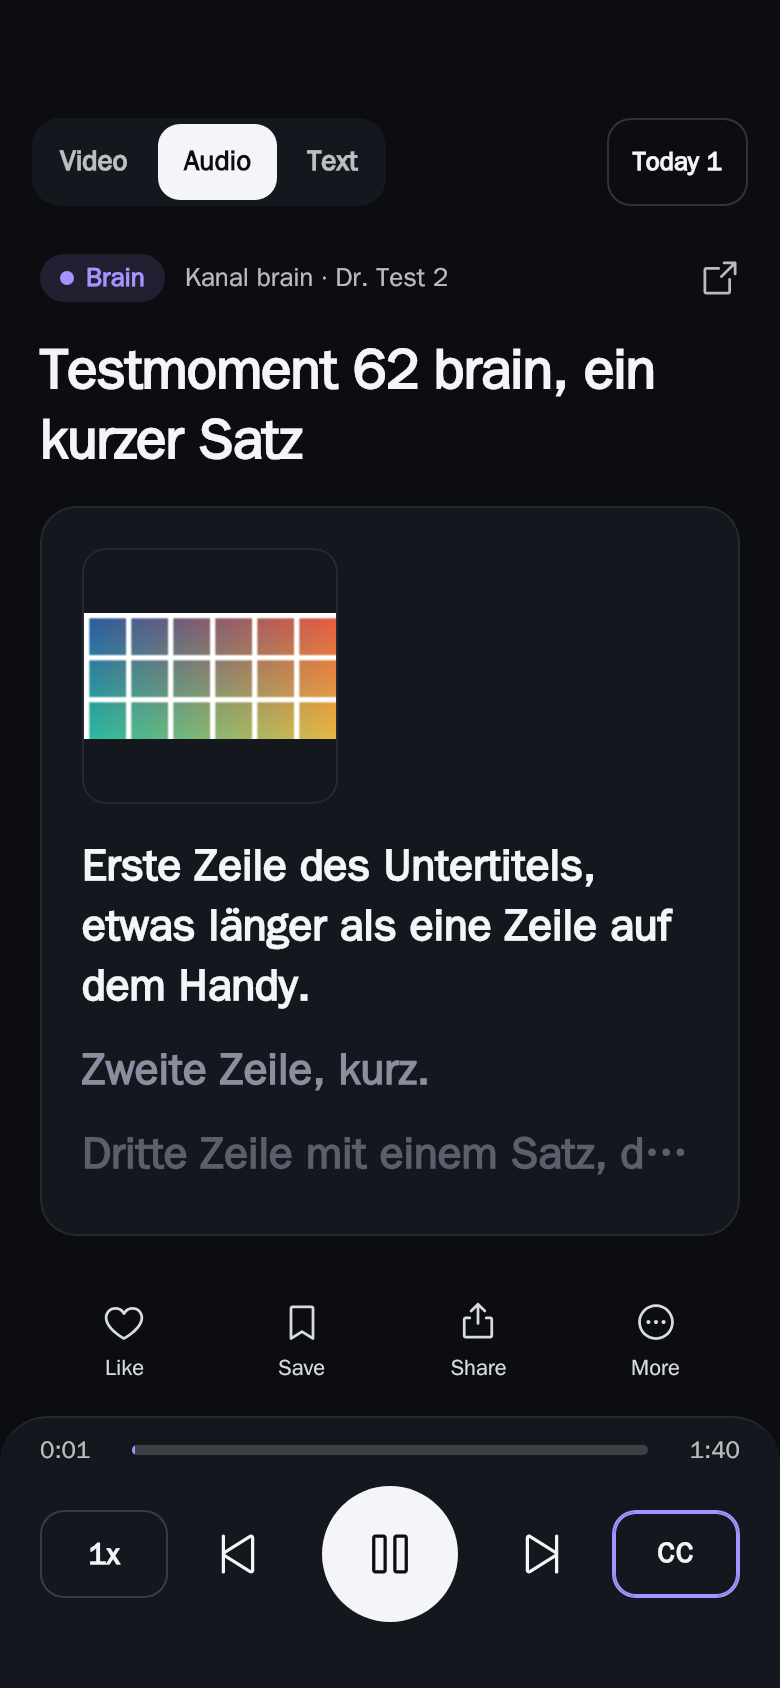 Video Audio Text Today 1
Brain Kanal brain · Dr. Test 2
Testmoment 62 brain, ein
kurzer Satz
Erste Zeile des Untertitels,
etwas länger als eine Zeile auf
dem Handy.
Zweite Zeile, kurz.
Dritte Zeile mit einem Satz, d···
Like Save Share More
0:01 1:40
1x CC